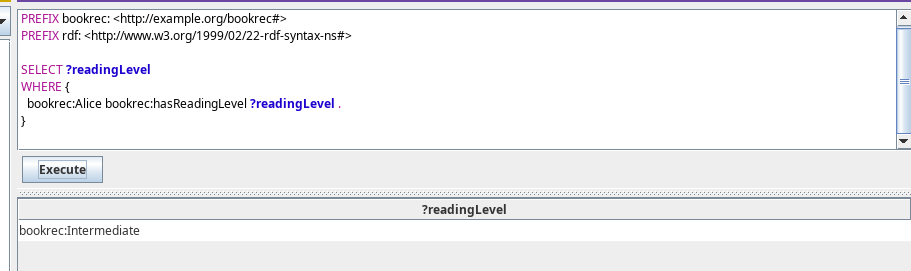 PREFIX bookrec: <http://example.org/bookrec#>
PREFIX rdf: <http://www.w3.org/1999/02/22-rdf-syntax-ns#>
SELECT ?readingLevel
WHERE {
  bookrec:Alice bookrec:hasReadingLevel ?readingLevel .
}
Execute
?readingLevel
bookrec:Intermediate